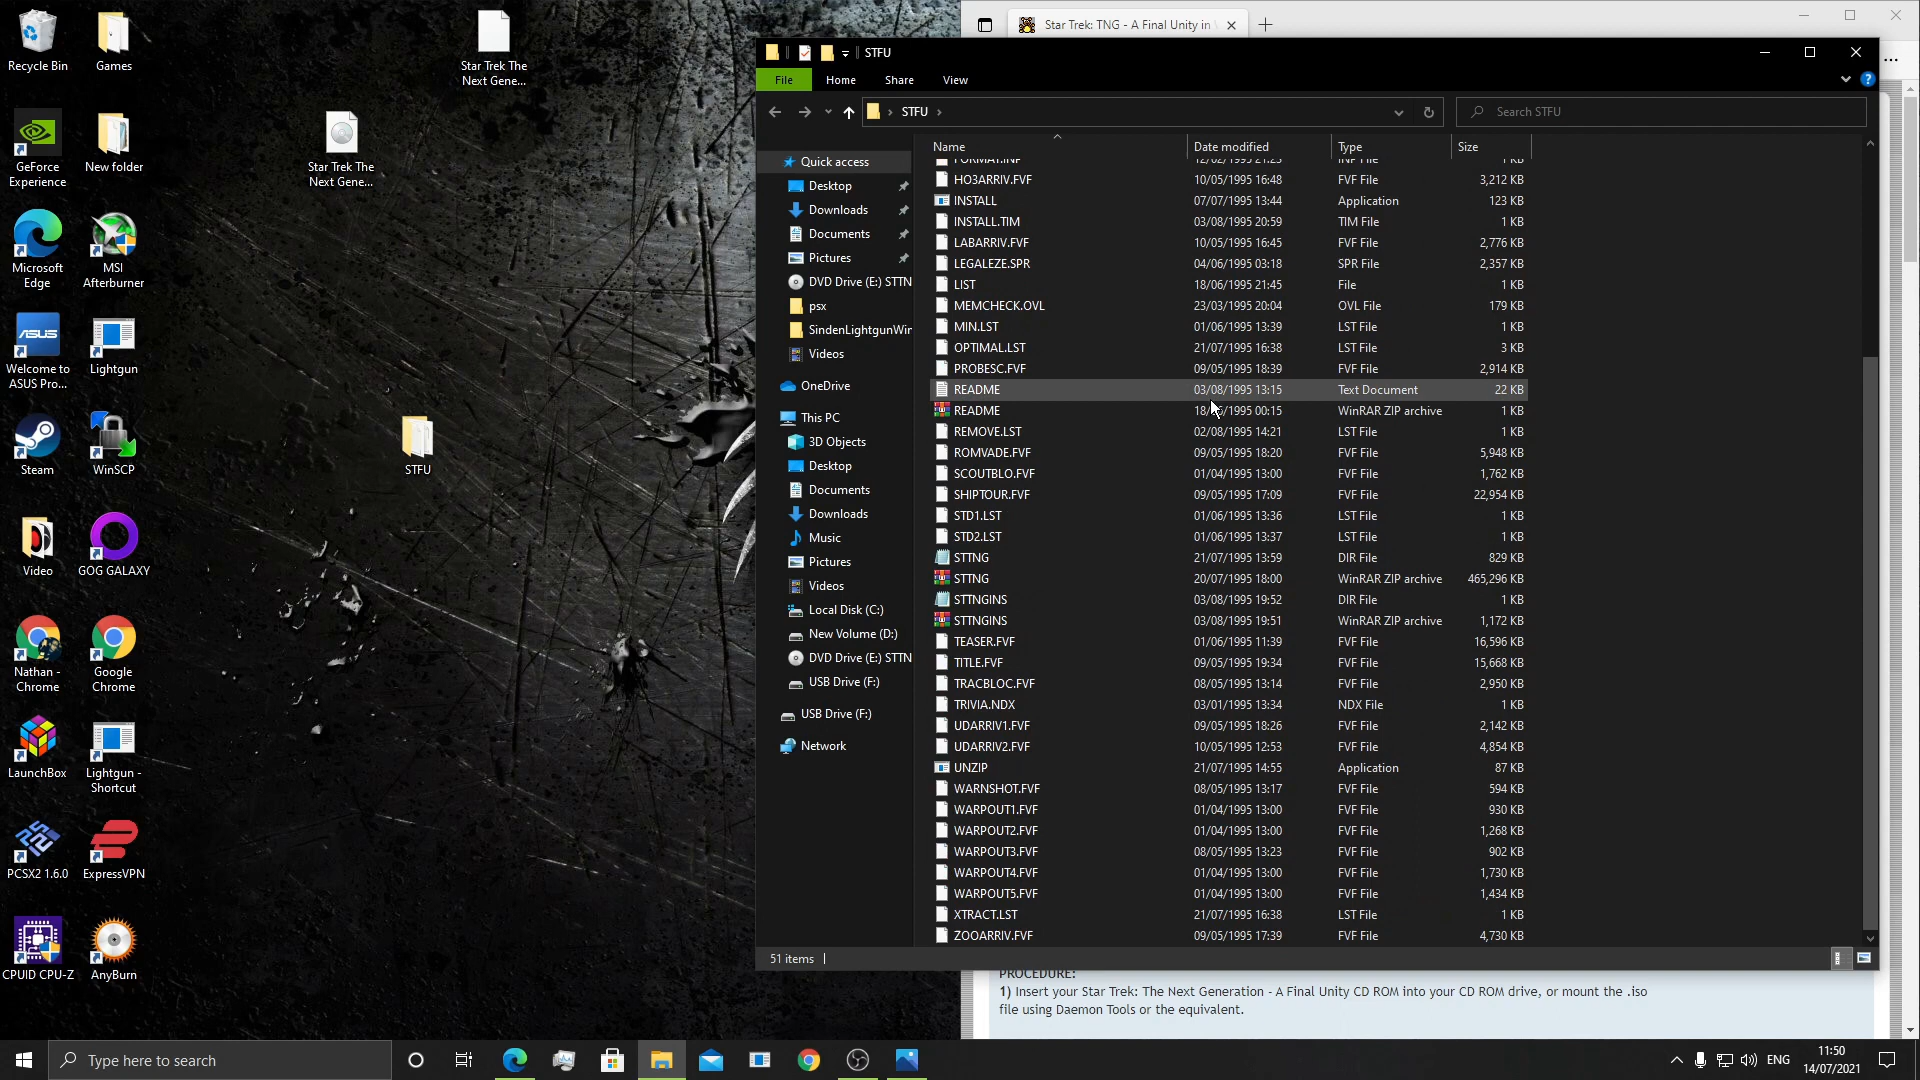 Recycle Bin
Games
Star Trek The
Next Gene...
GeForce
Experience
New folder
Star Trek The
Next Gene...
Microsoft
Edge
MSI
Afterburner
Welcome to
ASUS Pro...
Lightgun
Steam
WinSCP
STFU
Video
GOG GALAXY
Nathan -
Chrome
Google
Chrome
LaunchBox
Lightgun -
Shortcut
PCSX2 1.6.0
ExpressVPN
CPUID CPU-Z
AnyBurn
Star Trek: TNG - A Final Unity in
STFU
File Home Share View
STFU
Search STFU
Quick access
Desktop
Downloads
Documents
Pictures
DVD Drive (E:) STTN
psx
SindenLightgunWir
Videos
OneDrive
This PC
3D Objects
Desktop
Documents
Downloads
Music
Pictures
Videos
Local Disk (C:)
New Volume (D:)
DVD Drive (E:) STTN
USB Drive (F:)
USB Drive (F:)
Network
Name Date modified Type Size
FORMAT.INF 12/02/1995 21:23 INF File 1 KB
HO3ARRIV.FVF 10/05/1995 16:48 FVF File 3,212 KB
INSTALL 07/07/1995 13:44 Application 123 KB
INSTALL.TIM 03/08/1995 20:59 TIM File 1 KB
LABARRIV.FVF 10/05/1995 16:45 FVF File 2,776 KB
LEGALEZE.SPR 04/06/1995 03:18 SPR File 2,357 KB
LIST 18/06/1995 21:45 File 1 KB
MEMCHECK.OVL 23/03/1995 20:04 OVL File 179 KB
MIN.LST 01/06/1995 13:39 LST File 1 KB
OPTIMAL.LST 21/07/1995 16:38 LST File 3 KB
PROBESC.FVF 09/05/1995 18:39 FVF File 2,914 KB
README 03/08/1995 13:15 Text Document 22 KB
README 18/ /1995 00:15 WinRAR ZIP archive 1 KB
REMOVE.LST 02/08/1995 14:21 LST File 1 KB
ROMVADE.FVF 09/05/1995 18:20 FVF File 5,948 KB
SCOUTBLO.FVF 01/04/1995 13:00 FVF File 1,762 KB
SHIPTOUR.FVF 09/05/1995 17:09 FVF File 22,954 KB
STD1.LST 01/06/1995 13:36 LST File 1 KB
STD2.LST 01/06/1995 13:37 LST File 1 KB
STTNG 21/07/1995 13:59 DIR File 829 KB
STTNG 20/07/1995 18:00 WinRAR ZIP archive 465,296 KB
STTNGINS 03/08/1995 19:52 DIR File 1 KB
STTNGINS 03/08/1995 19:51 WinRAR ZIP archive 1,172 KB
TEASER.FVF 01/06/1995 11:39 FVF File 16,596 KB
TITLE.FVF 09/05/1995 19:34 FVF File 15,668 KB
TRACBLOC.FVF 08/05/1995 13:14 FVF File 2,950 KB
TRIVIA.NDX 03/01/1995 13:34 NDX File 1 KB
UDARRIV1.FVF 09/05/1995 18:26 FVF File 2,142 KB
UDARRIV2.FVF 10/05/1995 12:53 FVF File 4,854 KB
UNZIP 21/07/1995 14:55 Application 87 KB
WARNSHOT.FVF 08/05/1995 13:17 FVF File 594 KB
WARPOUT1.FVF 01/04/1995 13:00 FVF File 930 KB
WARPOUT2.FVF 01/04/1995 13:00 FVF File 1,268 KB
WARPOUT3.FVF 08/05/1995 13:23 FVF File 902 KB
WARPOUT4.FVF 01/04/1995 13:00 FVF File 1,730 KB
WARPOUT5.FVF 01/04/1995 13:00 FVF File 1,434 KB
XTRACT.LST 21/07/1995 16:38 LST File 1 KB
ZOOARRIV.FVF 09/05/1995 17:39 FVF File 4,730 KB
51 items
PROCEDURE:
1) Insert your Star Trek: The Next Generation - A Final Unity CD ROM into your CD ROM drive, or mount the .iso
file using Daemon Tools or the equivalent.
Type here to search
ENG
11:50
14/07/2021